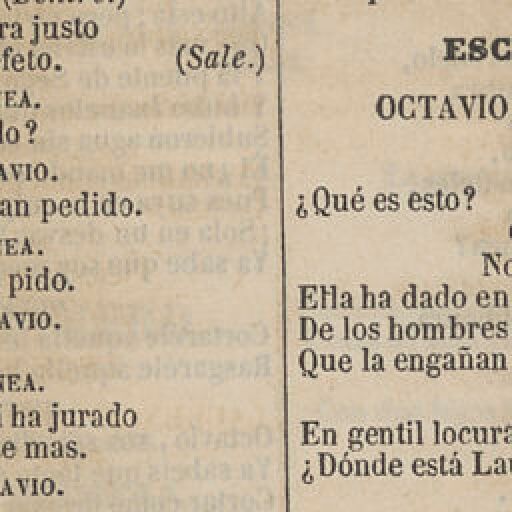 ra justo
feto. (Sale.)
NEA.
lo?
AVIO.
an pedido.
NEA.
pido.
AVIO.
NEA.
i ha jurado
e mas.
AVIO.
ESC
OCTAVIO
¿Qué es esto?
No
Ella ha dado en
De los hombres
Que la engañan
En gentil locura
¿Dónde está Lau